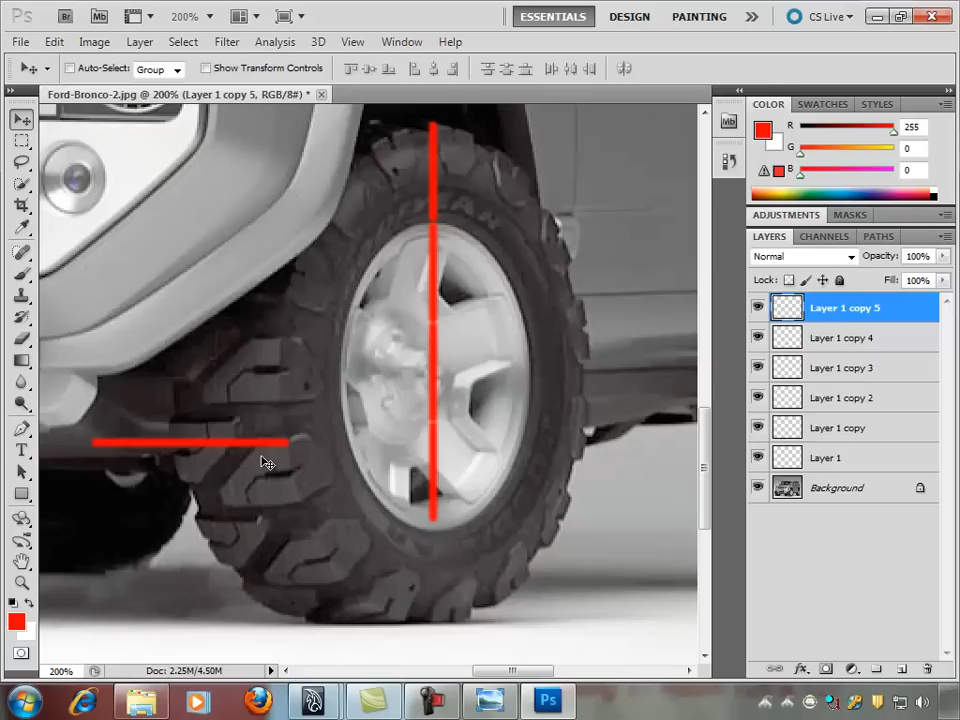 Ps Br Mb 200% ESSENTIALS DESIGN PAINTING CS Live
File Edit Image Layer Select Filter Analysis 3D View Window Help
Auto-Select: Group Show Transform Controls
Ford-Bronco-2.jpg @ 200% (Layer 1 copy 5, RGB/8#) *
Mb
COLOR SWATCHES STYLES
R 255
G 0
B 0
ADJUSTMENTS MASKS
LAYERS CHANNELS PATHS
Normal Opacity: 100%
Lock: Fill: 100%
Layer 1 copy 5
Layer 1 copy 4
Layer 1 copy 3
Layer 1 copy 2
Layer 1 copy
Layer 1
Background
T
200% Doc: 2.25M/4.50M
fx
Ps